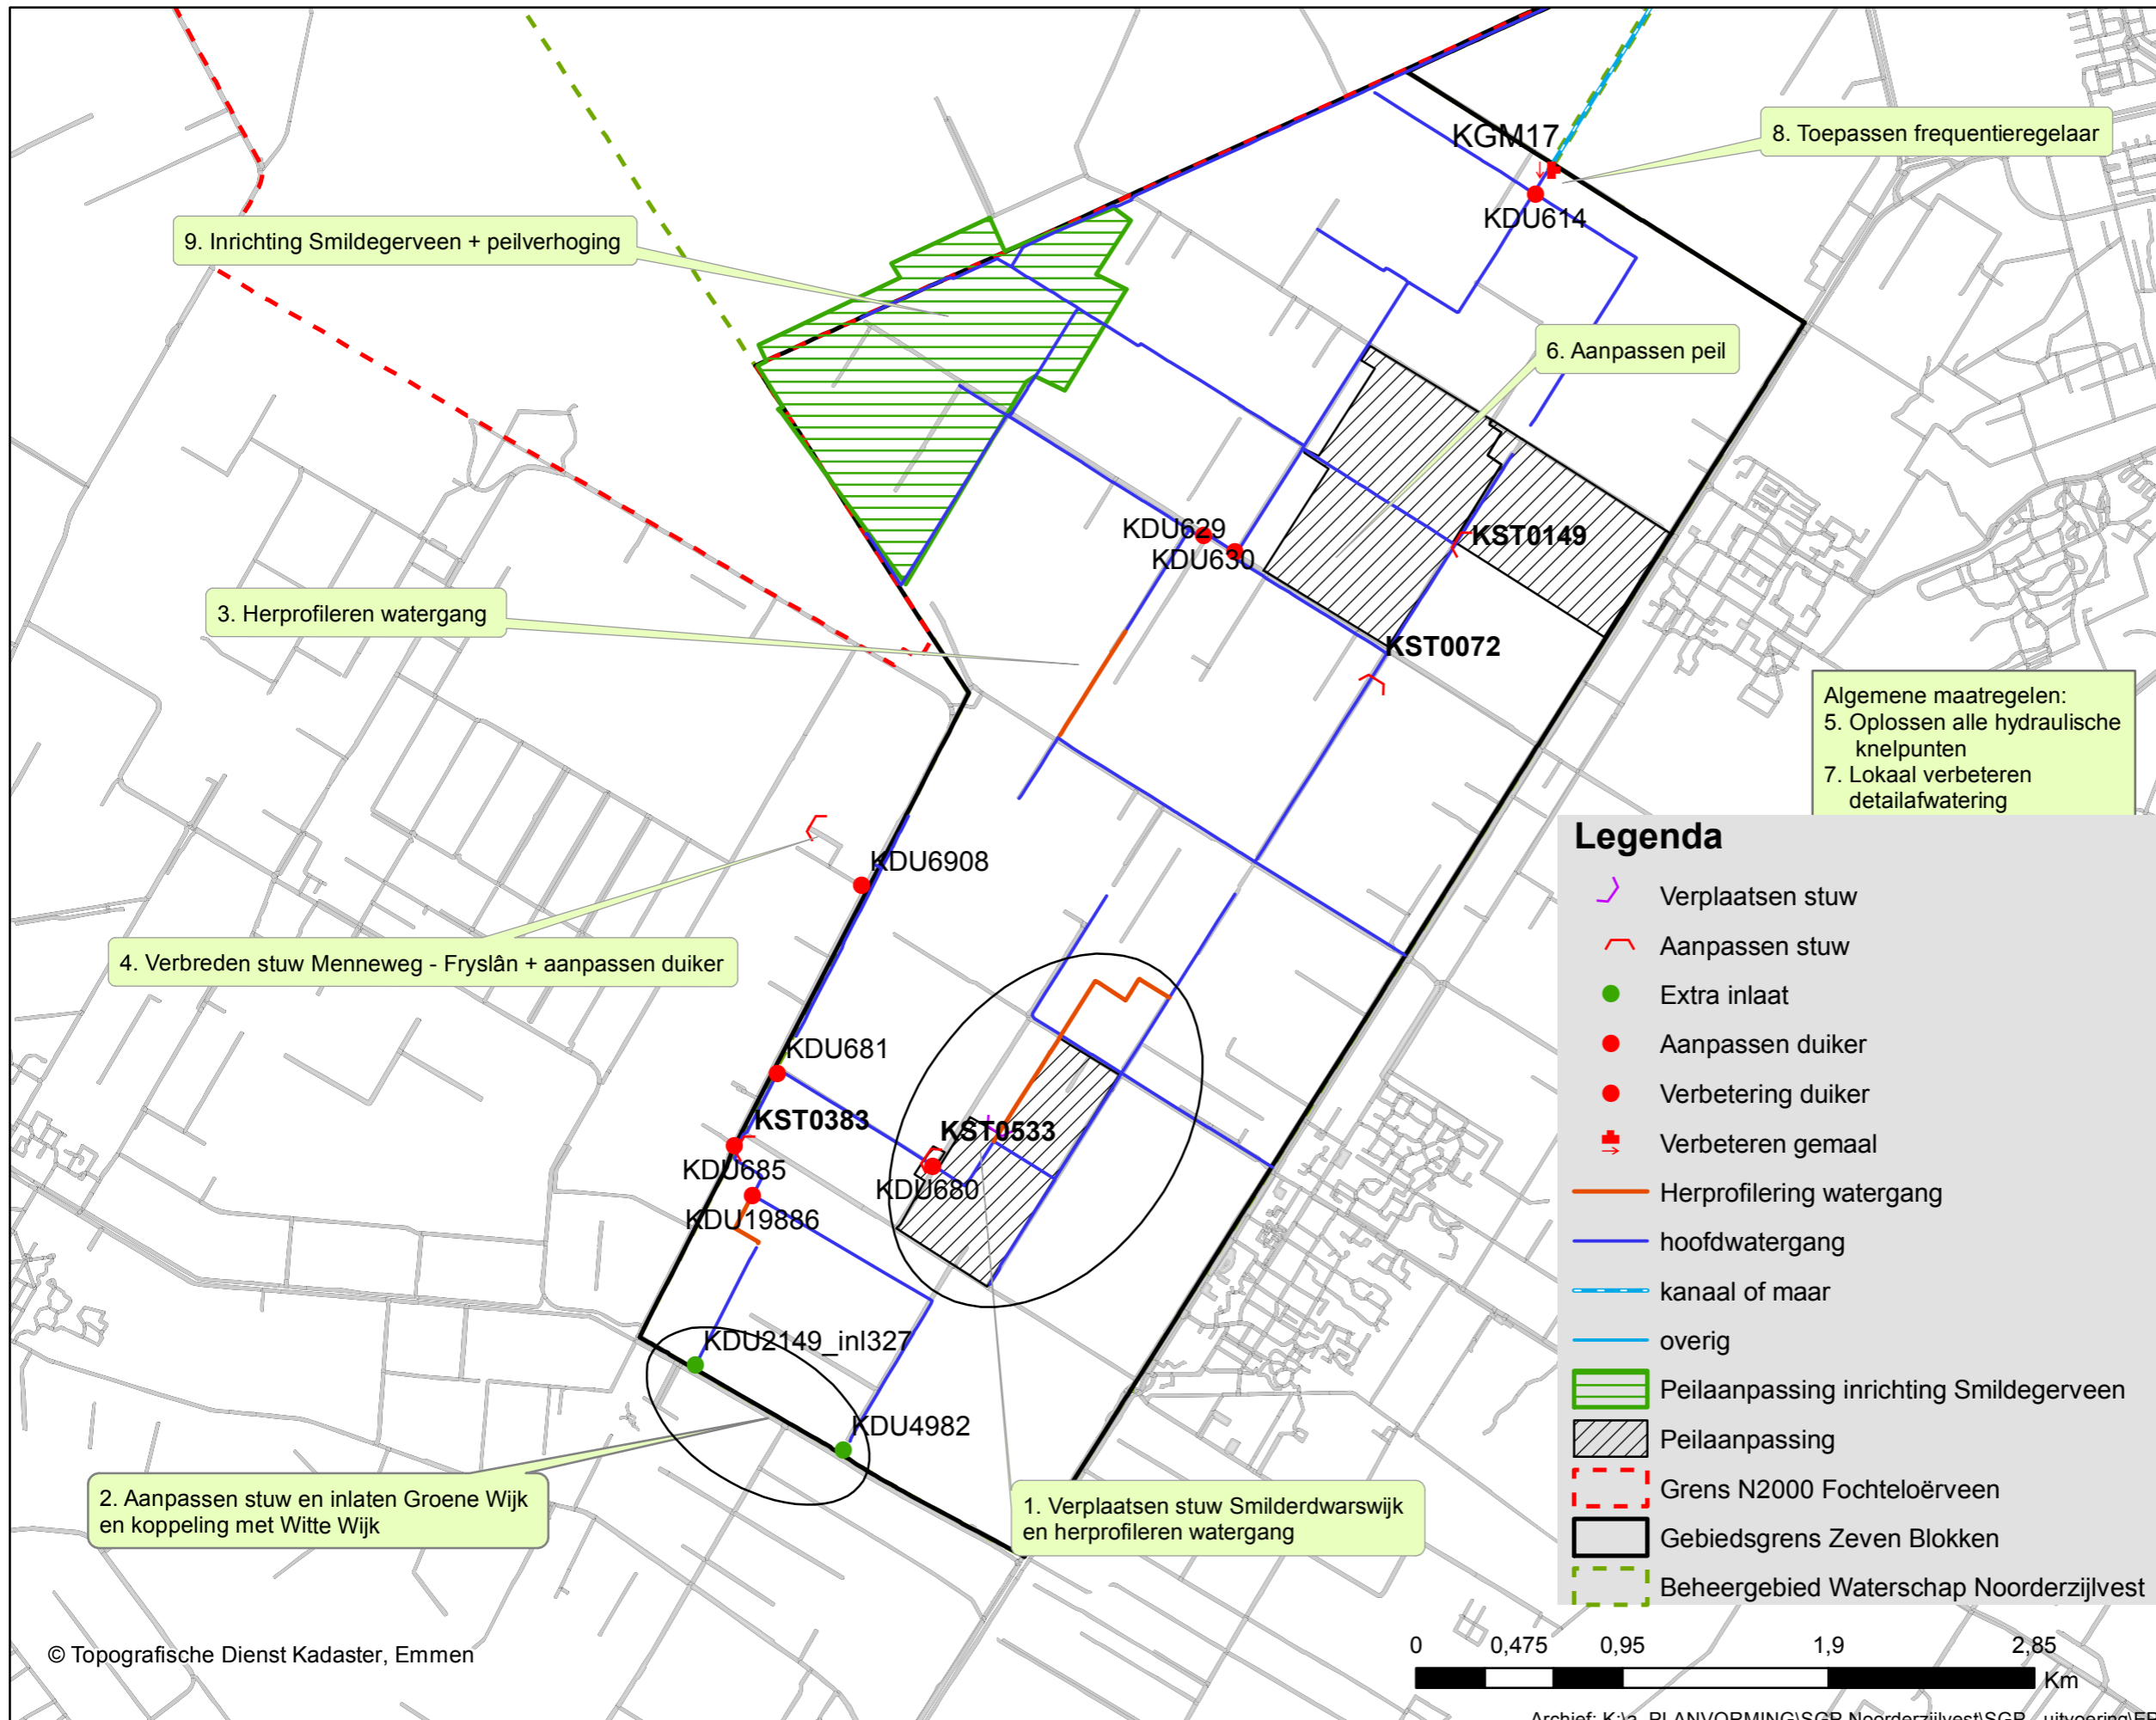 KGM17
8. Toepassen frequentieregelaar
KDU614
9. Inrichting Smildegerveen + peilverhoging
6. Aanpassen peil
KDU629
KDU630
KST0149
3. Herprofileren watergang
KST0072
Algemene maatregelen:
5. Oplossen alle hydraulische
knelpunten
7. Lokaal verbeteren
detailafwatering
KDU6908
4. Verbreden stuw Menneweg - Fryslân + aanpassen duiker
KDU681
KST0383
KST0533
KDU685
KDU680
KDU19886
KDU2149_inl327
KDU4982
2. Aanpassen stuw en inlaten Groene Wijk
en koppeling met Witte Wijk
1. Verplaatsen stuw Smilderdwarswijk
en herprofileren watergang
Legenda
Verplaatsen stuw
Aanpassen stuw
Extra inlaat
Aanpassen duiker
Verbetering duiker
Verbeteren gemaal
Herprofilering watergang
hoofdwatergang
kanaal of maar
overig
Peilaanpassing inrichting Smildegerveen
Peilaanpassing
Grens N2000 Fochteloërveen
Gebiedsgrens Zeven Blokken
Beheergebied Waterschap Noorderzijlvest
© Topografische Dienst Kadaster, Emmen
0 0,475 0,95 1,9 2,85
Km